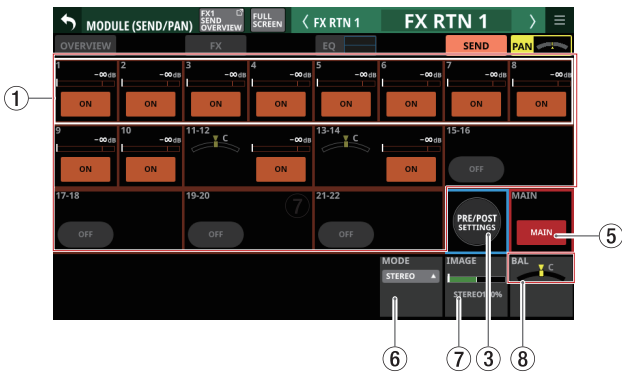 MODULE (SEND/PAN)
FX1
SEND
OVERVIEW
FULL
SCREEN
FX RTN 1
FX RTN 1
OVERVIEW
FX
EQ
SEND
PAN
1 -∞dB
2 -∞dB
3 -∞dB
4 -∞dB
5 -∞dB
6 -∞dB
7 -∞dB
8 -∞dB
ON ON ON ON ON ON ON ON
1
9 -∞dB
10 -∞dB
11-12 C -∞dB
13-14 C -∞dB
15-16
ON ON ON ON OFF
17-18
19-20
7
21-22
OFF OFF OFF
PRE/POST
SETTINGS
MAIN
MAIN
5
MODE
STEREO
IMAGE
STEREO100%
BAL
C
6 7 3 8